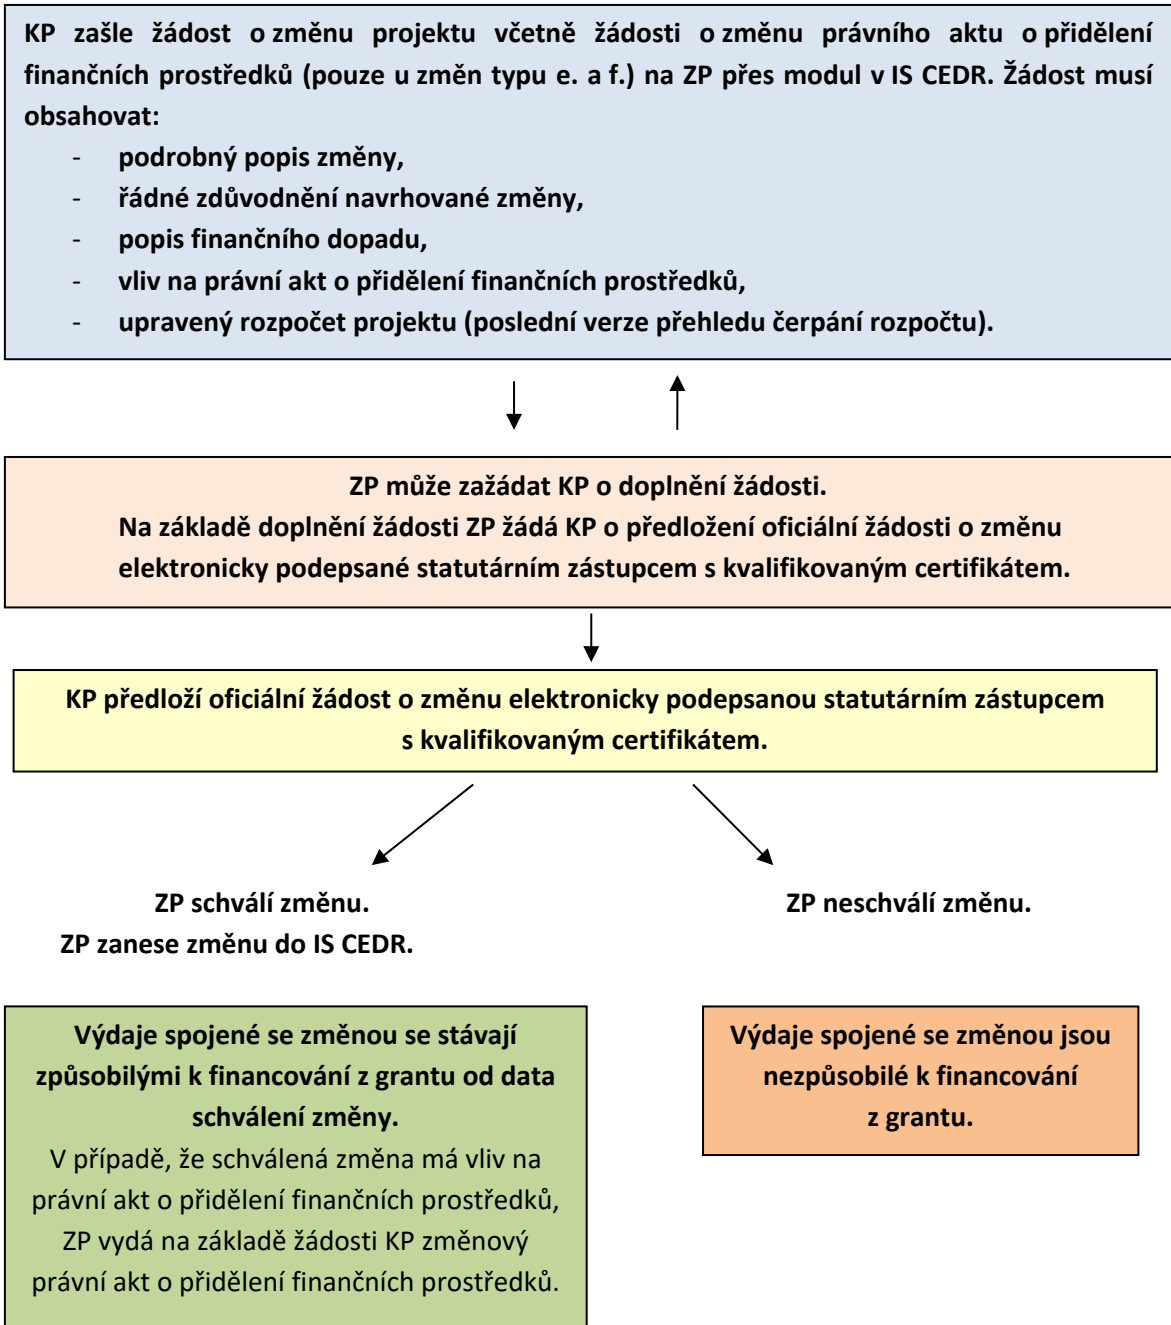 KP zašle žádost o změnu projektu včetně žádosti o změnu právního aktu o přidělení
finančních prostředků (pouze u změn typu e. a f.) na ZP přes modul v IS CEDR. Žádost musí
obsahovat:
- podrobný popis změny,
- řádné zdůvodnění navrhované změny,
- popis finančního dopadu,
- vliv na právní akt o přidělení finančních prostředků,
- upravený rozpočet projektu (poslední verze přehledu čerpání rozpočtu).
ZP může zažádat KP o doplnění žádosti.
Na základě doplnění žádosti ZP žádá KP o předložení oficiální žádosti o změnu
elektronicky podepsané statutárním zástupcem s kvalifikovaným certifikátem.
KP předloží oficiální žádost o změnu elektronicky podepsanou statutárním zástupcem
s kvalifikovaným certifikátem.
ZP schválí změnu.
ZP zanese změnu do IS CEDR.
ZP neschválí změnu.
Výdaje spojené se změnou se stávají
způsobilými k financování z grantu od data
schválení změny.
V případě, že schválená změna má vliv na
právní akt o přidělení finančních prostředků,
ZP vydá na základě žádosti KP změnový
právní akt o přidělení finančních prostředků.
Výdaje spojené se změnou jsou
nezpůsobilé k financování
z grantu.